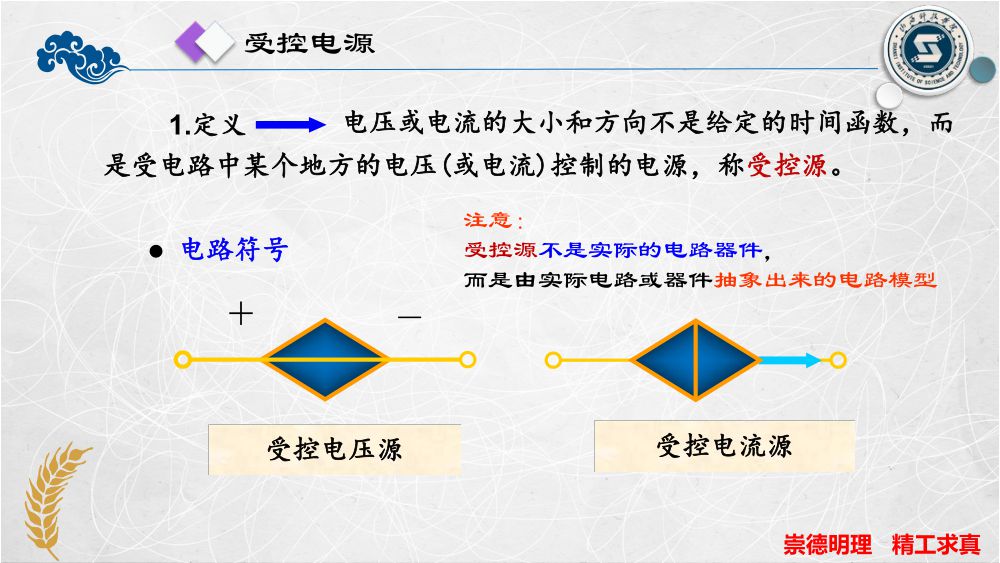 受控电源
1.定义 电压或电流的大小和方向不是给定的时间函数，而
是受电路中某个地方的电压(或电流)控制的电源，称受控源。
● 电路符号
注意：
受控源不是实际的电路器件，
而是由实际电路或器件抽象出来的电路模型
＋ －
受控电压源
受控电流源
崇德明理 精工求真